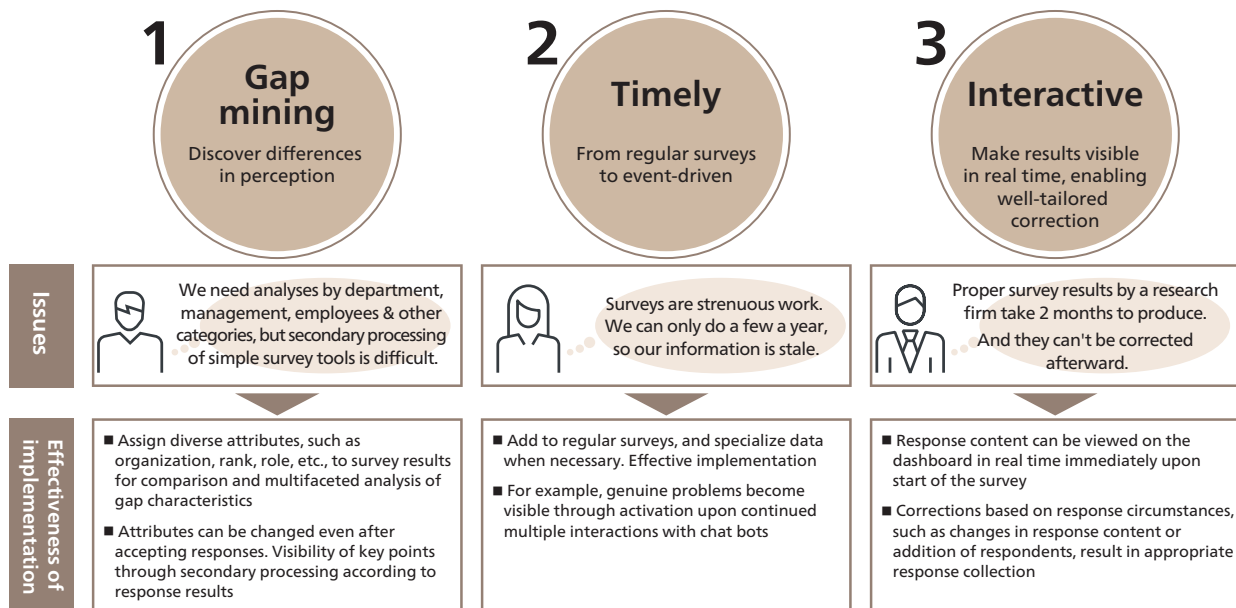 1
Gap
mining
Discover differences
in perception
2
Timely
From regular surveys
to event-driven
3
Interactive
Make results visible
in real time, enabling
well-tailored
correction
Issues
We need analyses by department,
management, employees & other
categories, but secondary processing
of simple survey tools is difficult.
Surveys are strenuous work.
We can only do a few a year,
so our information is stale.
Proper survey results by a research
firm take 2 months to produce.
And they can't be corrected
afterward.
Effectiveness of
implementation
■ Assign diverse attributes, such as
organization, rank, role, etc., to survey results
for comparison and multifaceted analysis of
gap characteristics
■ Attributes can be changed even after
accepting responses. Visibility of key points
through secondary processing according to
response results
■ Add to regular surveys, and specialize data
when necessary. Effective implementation
■ For example, genuine problems become
visible through activation upon continued
multiple interactions with chat bots
■ Response content can be viewed on the
dashboard in real time immediately upon
start of the survey
■ Corrections based on response circumstances,
such as changes in response content or
addition of respondents, result in appropriate
response collection